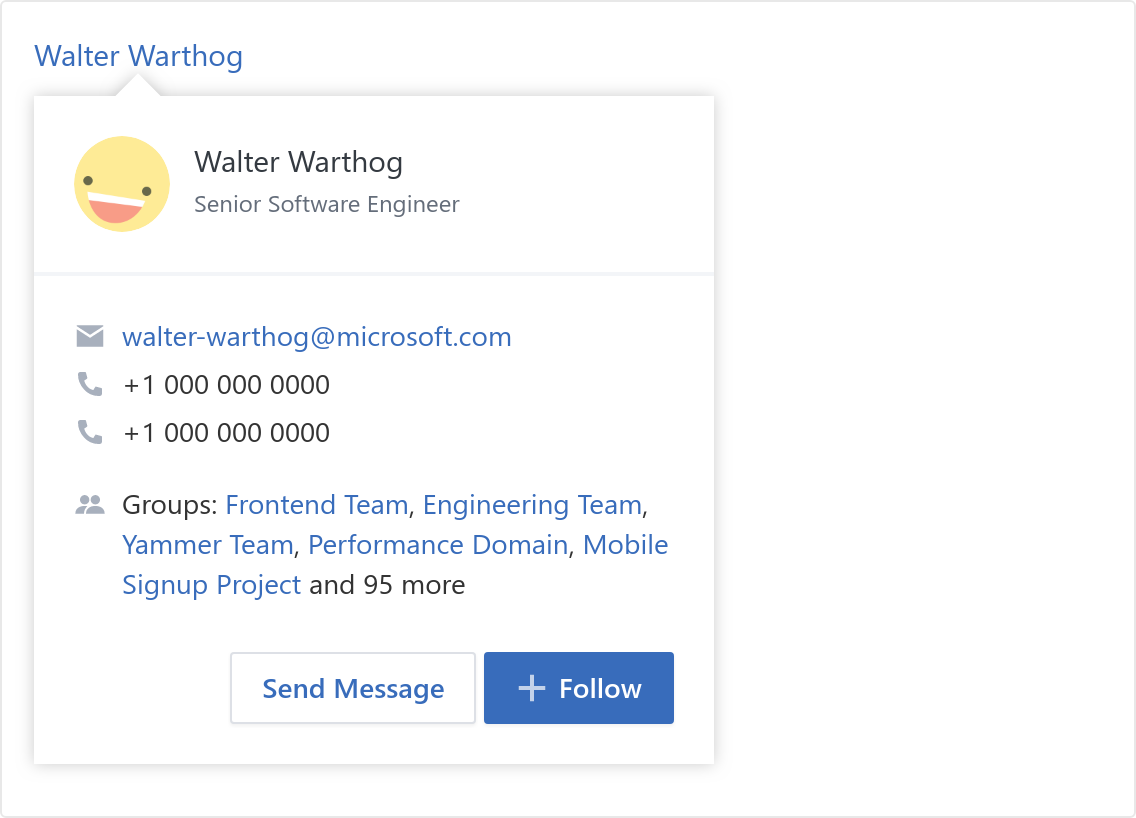 Walter Warthog
Walter Warthog
Senior Software Engineer
walter-warthog@microsoft.com
+1 000 000 0000
+1 000 000 0000
Groups: Frontend Team, Engineering Team,
Yammer Team, Performance Domain, Mobile
Signup Project and 95 more
Send Message
Follow